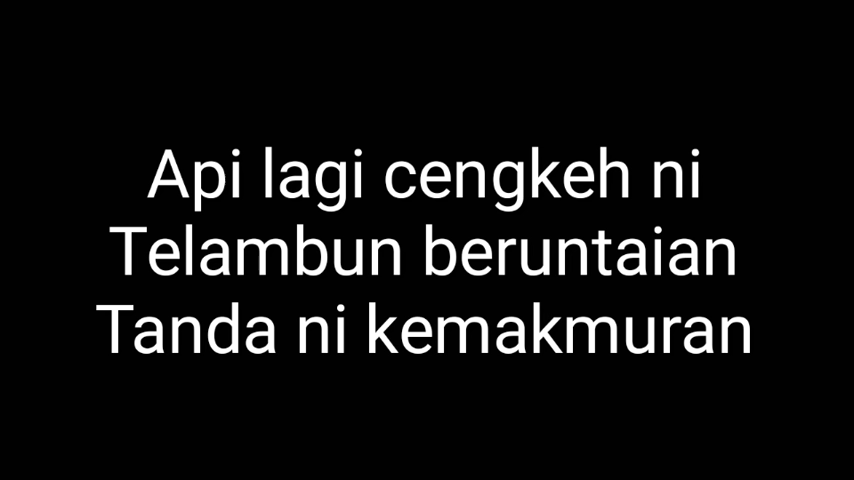 Api lagi cengkeh ni
Telambun beruntaian
Tanda ni kemakmuran